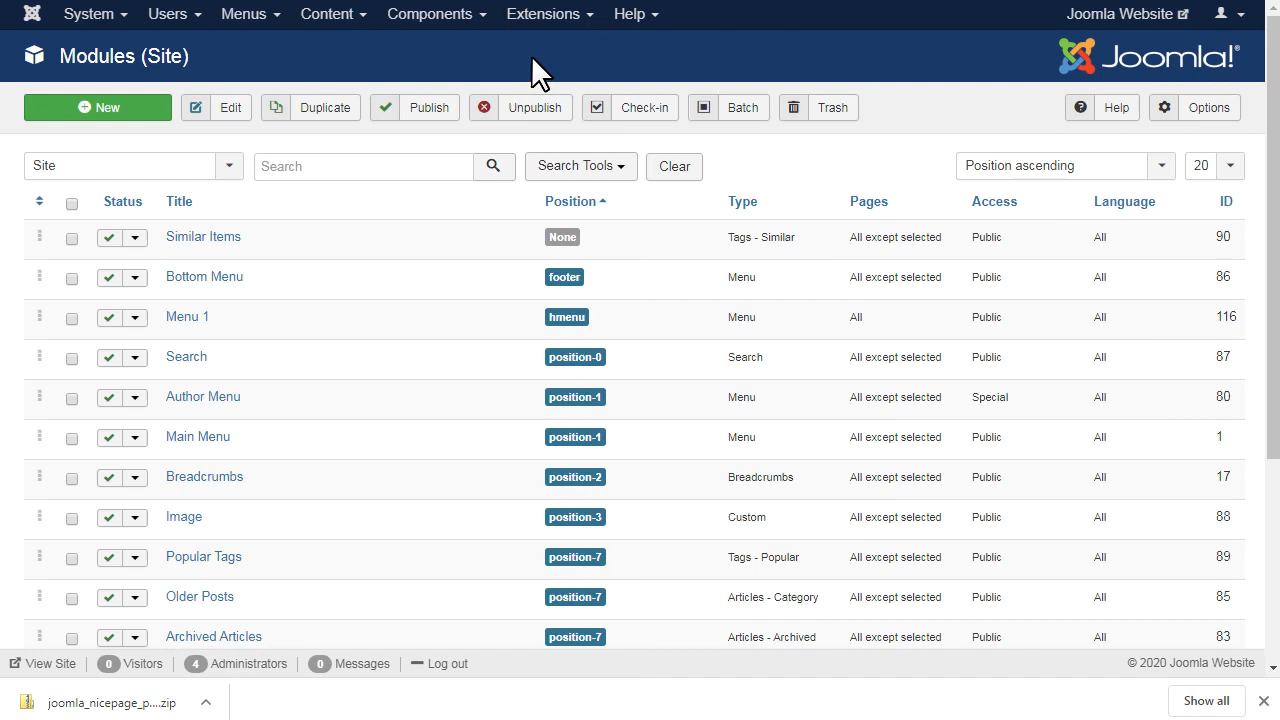 System Users Menus Content Components Extensions Help Joomla Website
Modules (Site) Joomla!®
New Edit Duplicate Publish Unpublish Check-in Batch Trash Help Options
Site Search Search Tools Clear Position ascending 20
Status Title Position Type Pages Access Language ID
Similar Items None Tags - Similar All except selected Public All 90
Bottom Menu footer Menu All except selected Public All 86
Menu 1 hmenu Menu All Public All 116
Search position-0 Search All except selected Public All 87
Author Menu position-1 Menu All except selected Special All 80
Main Menu position-1 Menu All except selected Public All 1
Breadcrumbs position-2 Breadcrumbs All except selected Public All 17
Image position-3 Custom All except selected Public All 88
Popular Tags position-7 Tags - Popular All except selected Public All 89
Older Posts position-7 Articles - Category All except selected Public All 85
Archived Articles position-7 Articles - Archived All except selected Public All 83
View Site 0 Visitors 4 Administrators 0 Messages Log out © 2020 Joomla Website
joomla_nicepage_p....zip Show all